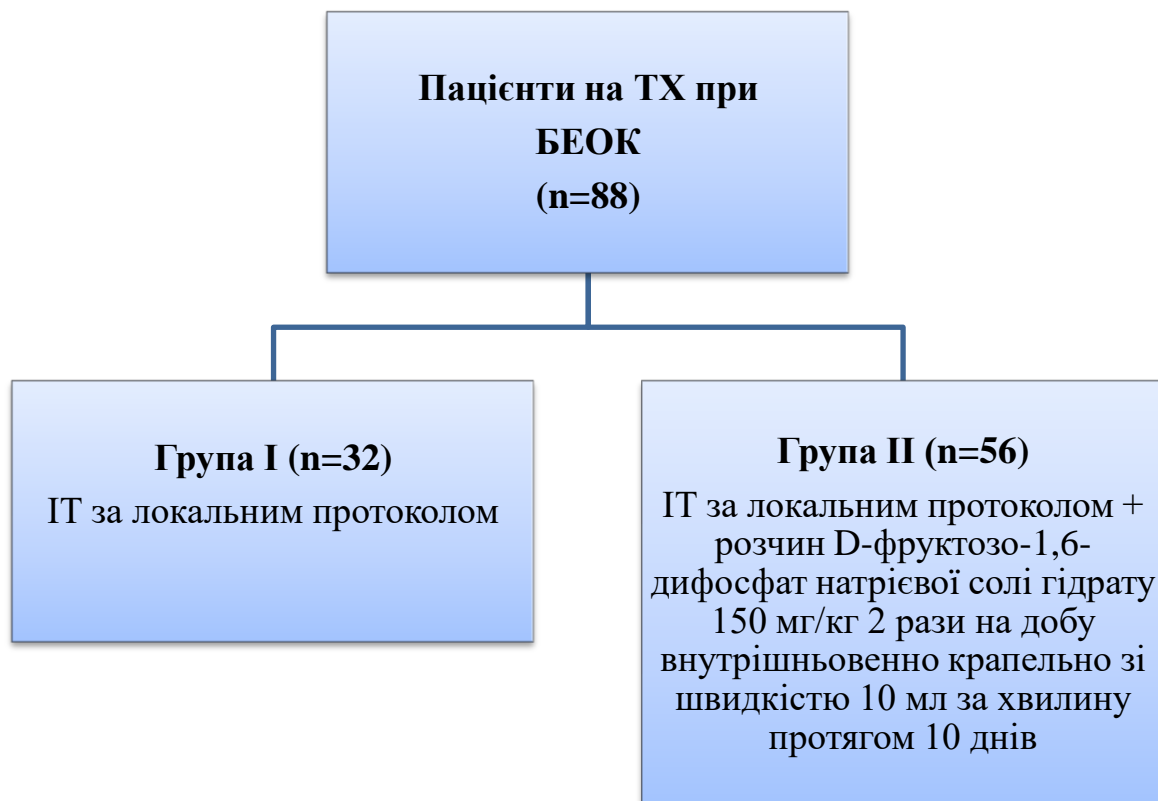 Пацієнти на ТХ при
БЕОК
(n=88)
Група І (n=32)
ІТ за локальним протоколом
Група ІІ (n=56)
ІТ за локальним протоколом +
розчин D-фруктозо-1,6-
дифосфат натрієвої солі гідрату
150 мг/кг 2 рази на добу
внутрішньовенно крапельно зі
швидкістю 10 мл за хвилину
протягом 10 днів